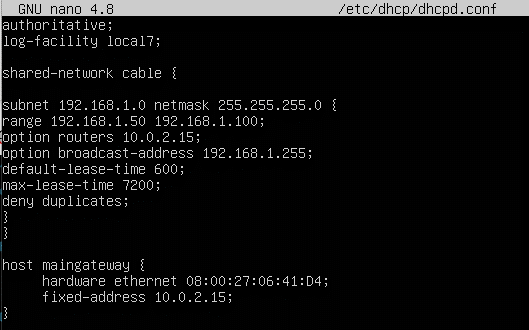 GNU nano 4.8 /etc/dhcp/dhcpd.conf
authoritative;
log-facility local7;
shared-network cable {
subnet 192.168.1.0 netmask 255.255.255.0 {
range 192.168.1.50 192.168.1.100;
option routers 10.0.2.15;
option broadcast-address 192.168.1.255;
default-lease-time 600;
max-lease-time 7200;
deny duplicates;
}
}
host maingateway {
hardware ethernet 08:00:27:06:41:D4;
fixed-address 10.0.2.15;
}